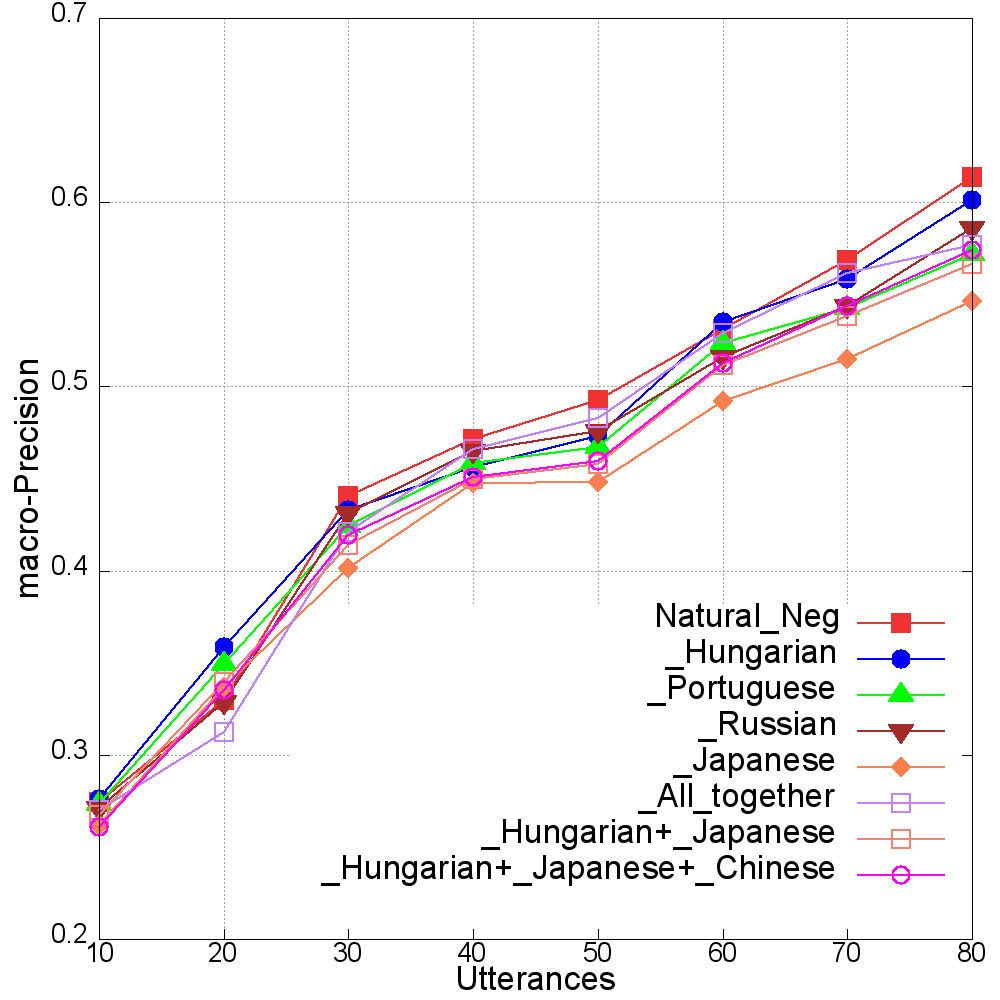 macro-Precision
0.7
0.6
0.5
0.4
0.3
0.2
Natural_Neg
_Hungarian
_Portuguese
_Russian
_Japanese
_All_together
_Hungarian+_Japanese
_Hungarian+_Japanese+_Chinese
10 20 30 40 50 60 70 80
Utterances